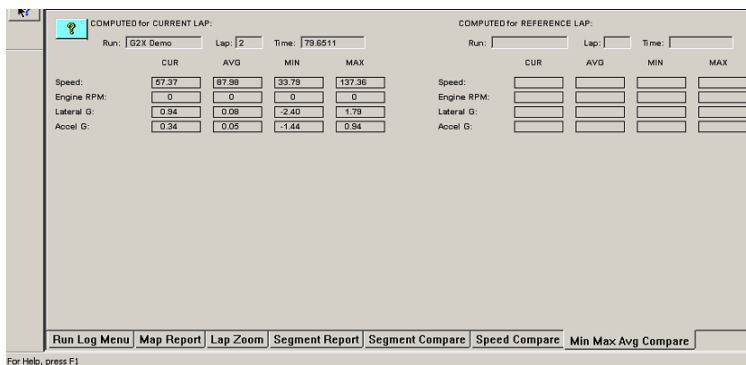 ?
COMPUTED for CURRENT LAP:
Run: G2X Demo Lap: 2 Time: 79.6511
CUR AVG MIN MAX
Speed: 57.37 87.98 33.79 137.36
Engine RPM: 0 0 0 0
Lateral G: 0.94 0.08 -2.40 1.79
Accel G: 0.34 0.05 -1.44 0.94
COMPUTED for REFERENCE LAP:
Run: Lap: Time:
CUR AVG MIN MAX
Speed:
Engine RPM:
Lateral G:
Accel G:
Run Log Menu Map Report Lap Zoom Segment Report Segment Compare Speed Compare Min Max Avg Compare
For Help, press F1